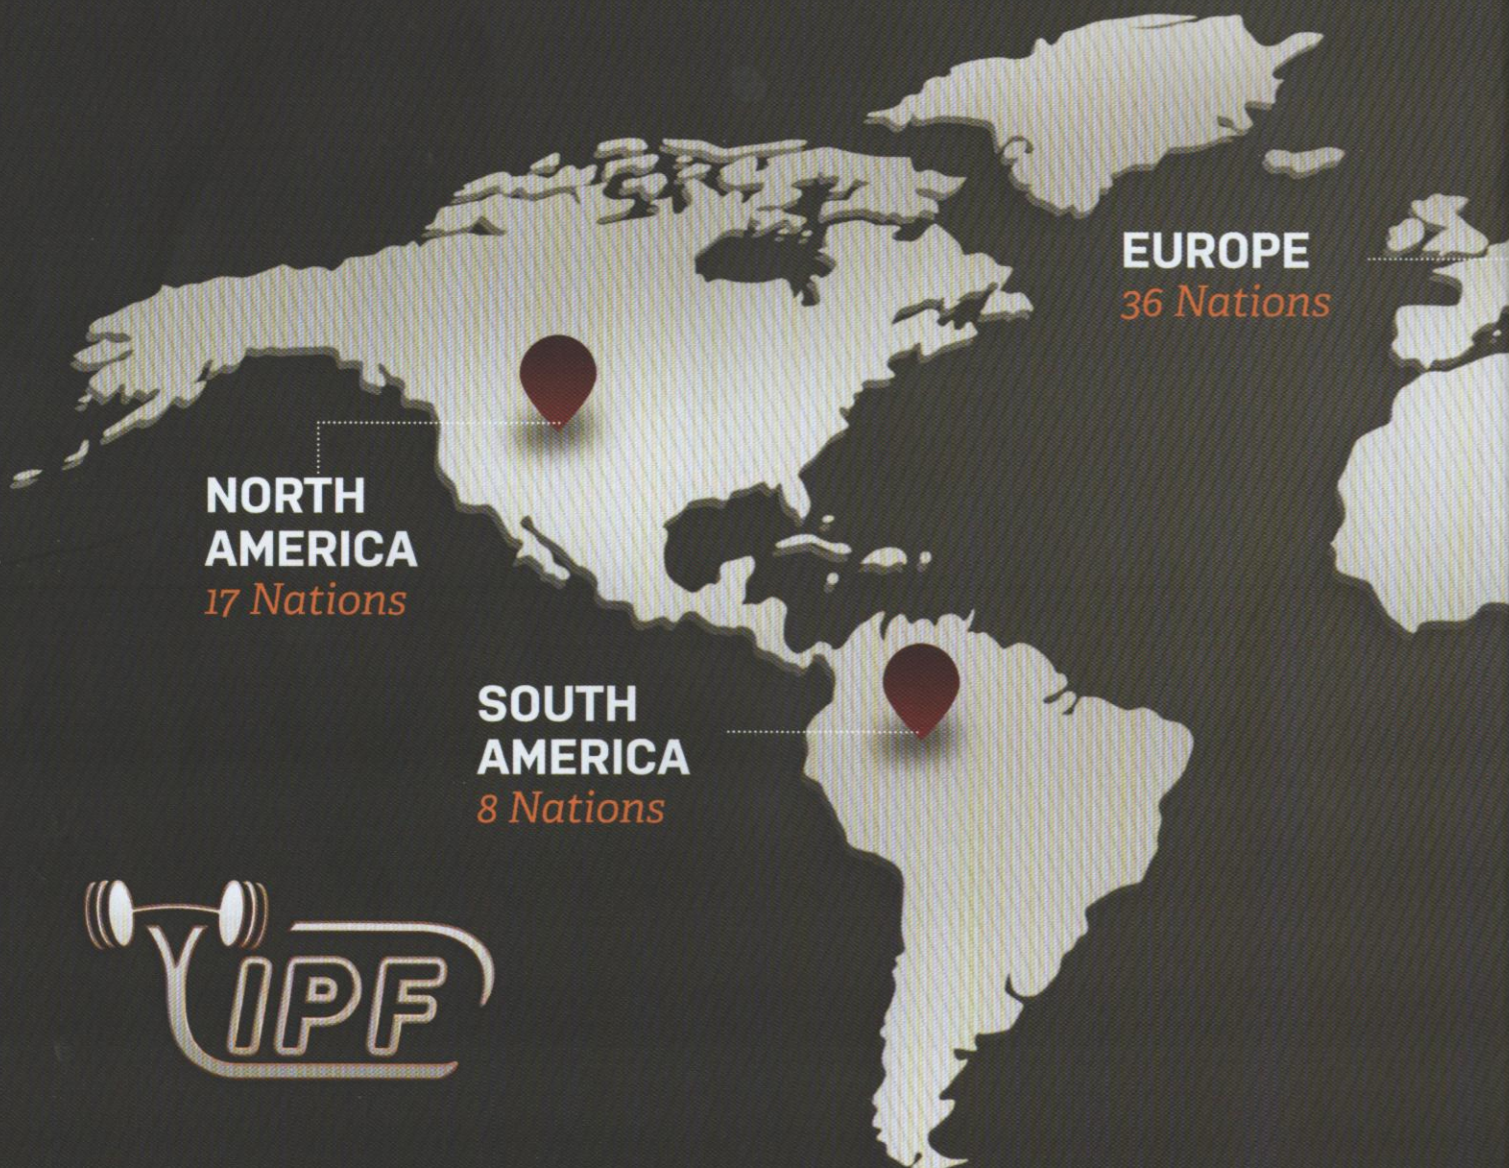 EUROPE
36 Nations
NORTH
AMERICA
17 Nations
SOUTH
AMERICA
8 Nations
IPF